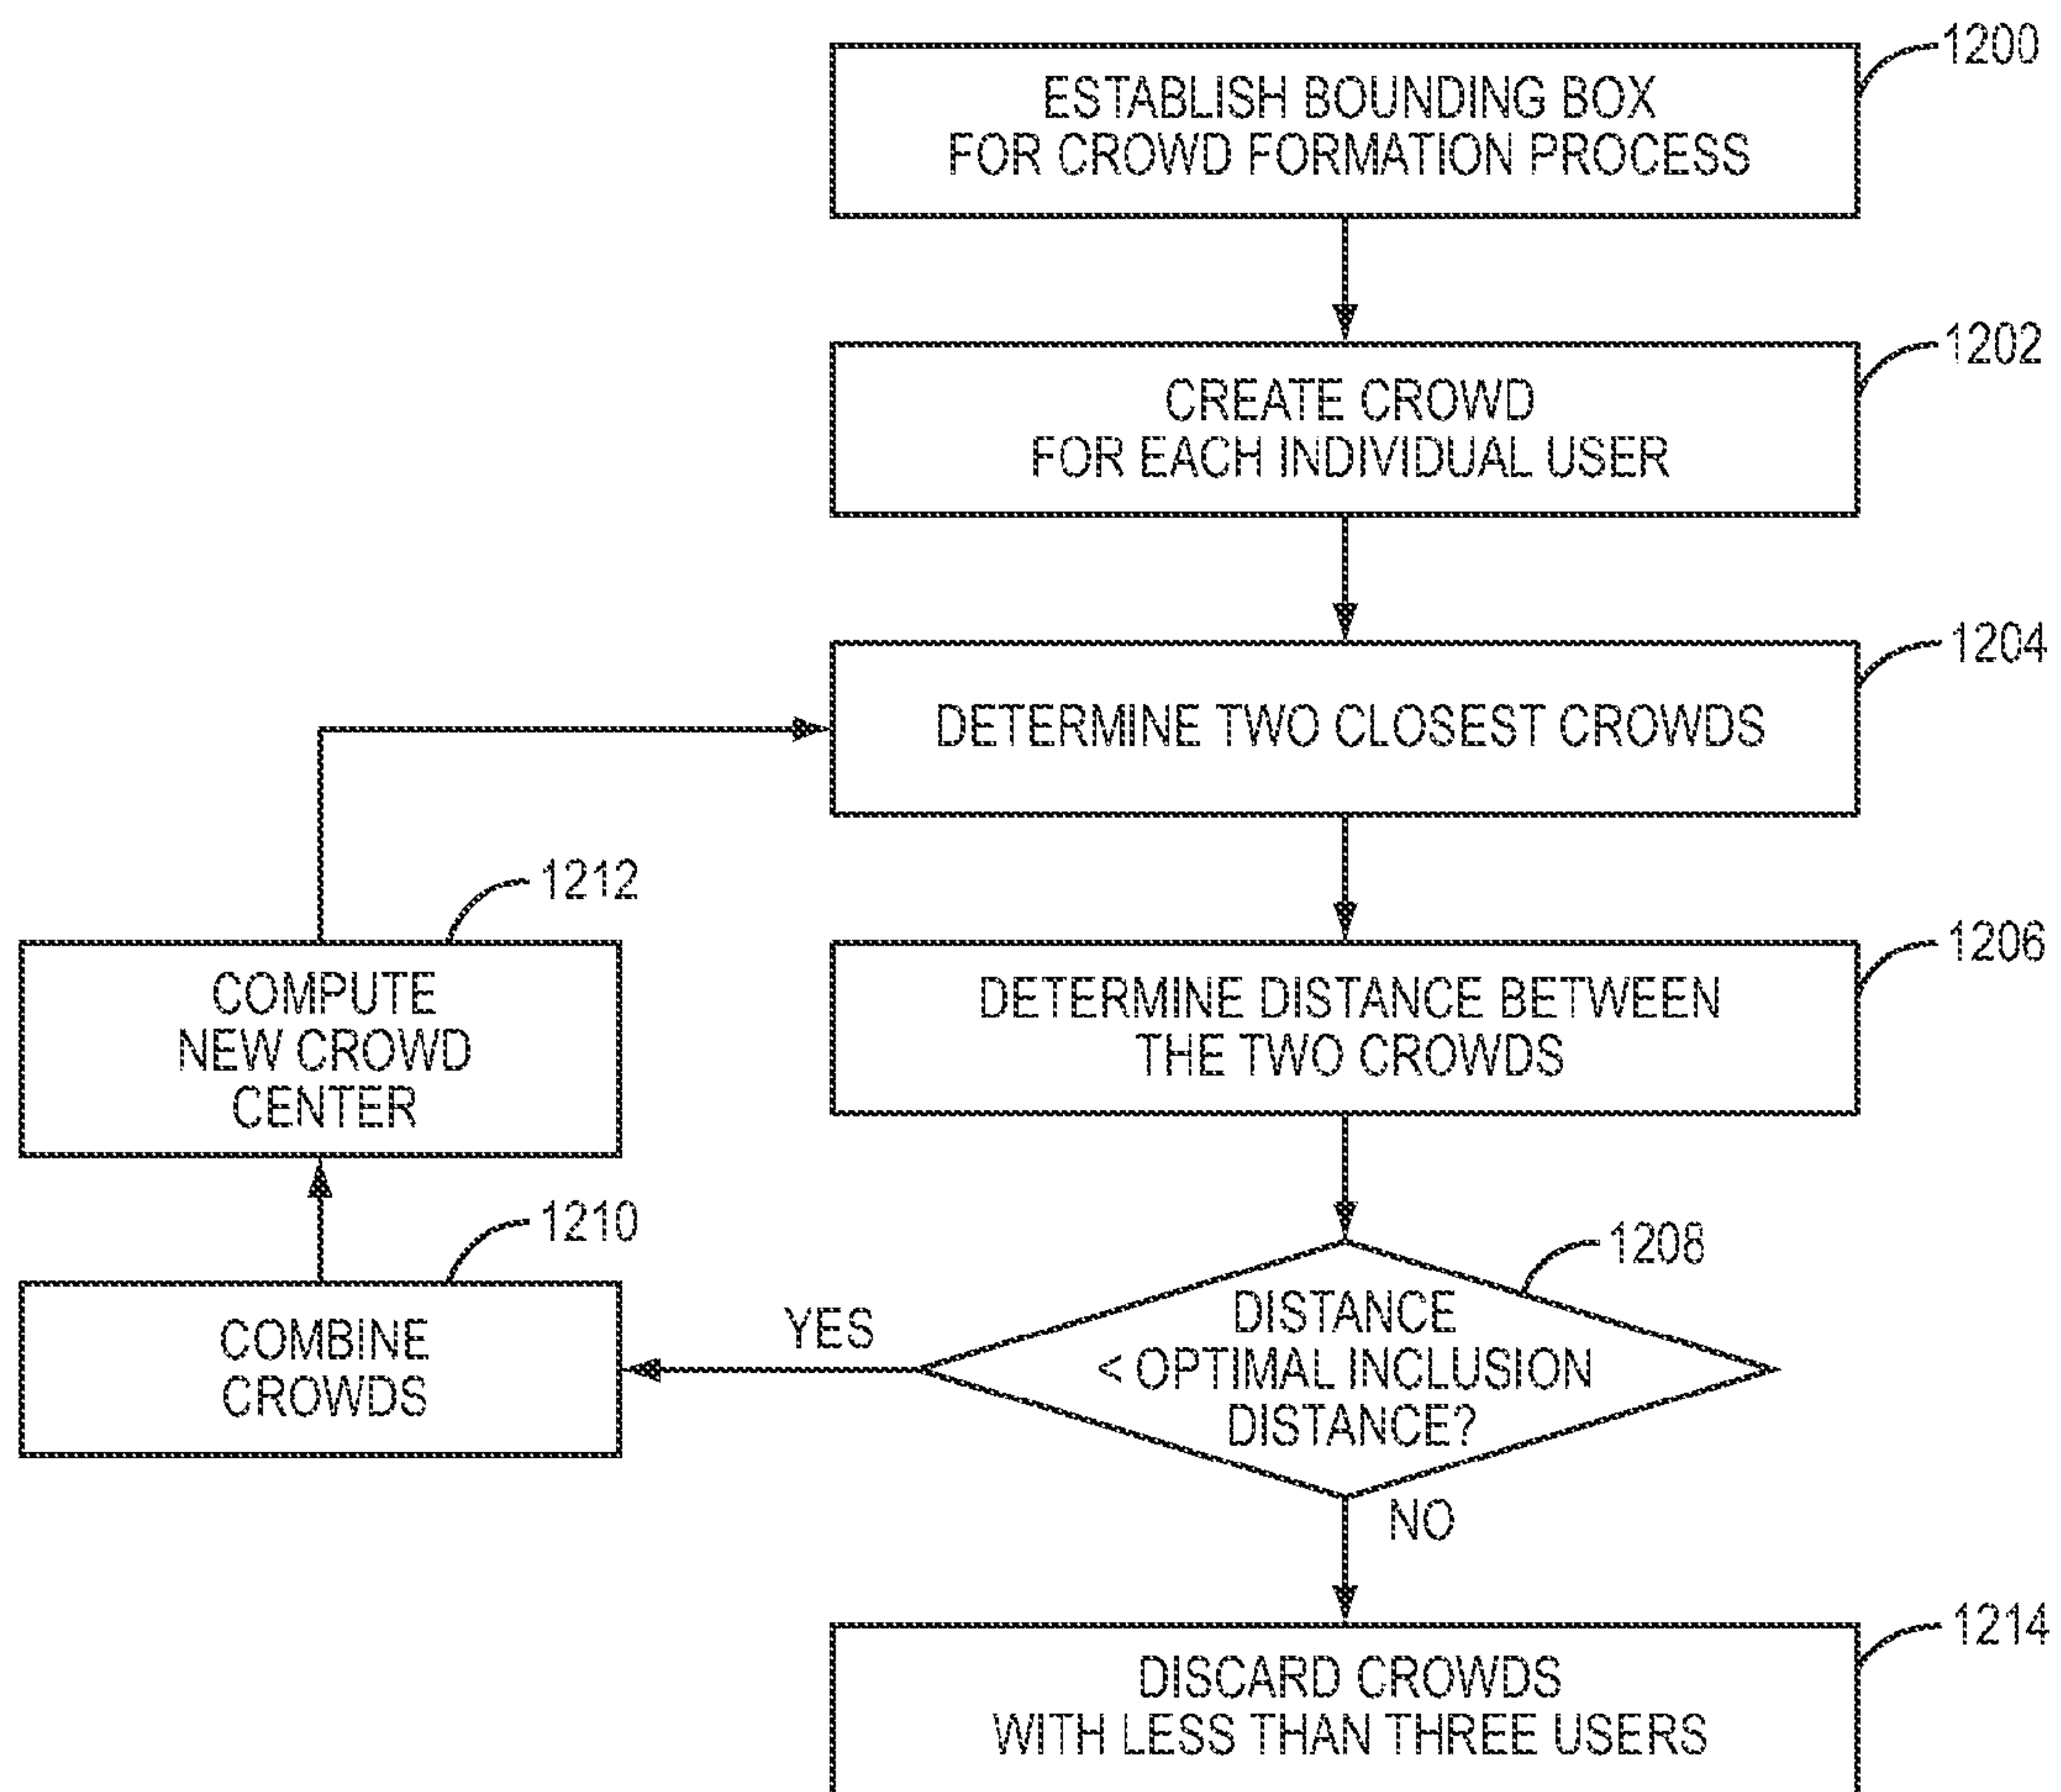 1200
ESTABLISH BOUNDING BOX
FOR CROWD FORMATION PROCESS
1202
CREATE CROWD
FOR EACH INDIVIDUAL USER
1204
DETERMINE TWO CLOSEST CROWDS
1206
DETERMINE DISTANCE BETWEEN
THE TWO CROWDS
1208
DISTANCE
< OPTIMAL INCLUSION
DISTANCE?
YES
1210
COMBINE
CROWDS
1212
COMPUTE
NEW CROWD
CENTER
NO
1214
DISCARD CROWDS
WITH LESS THAN THREE USERS